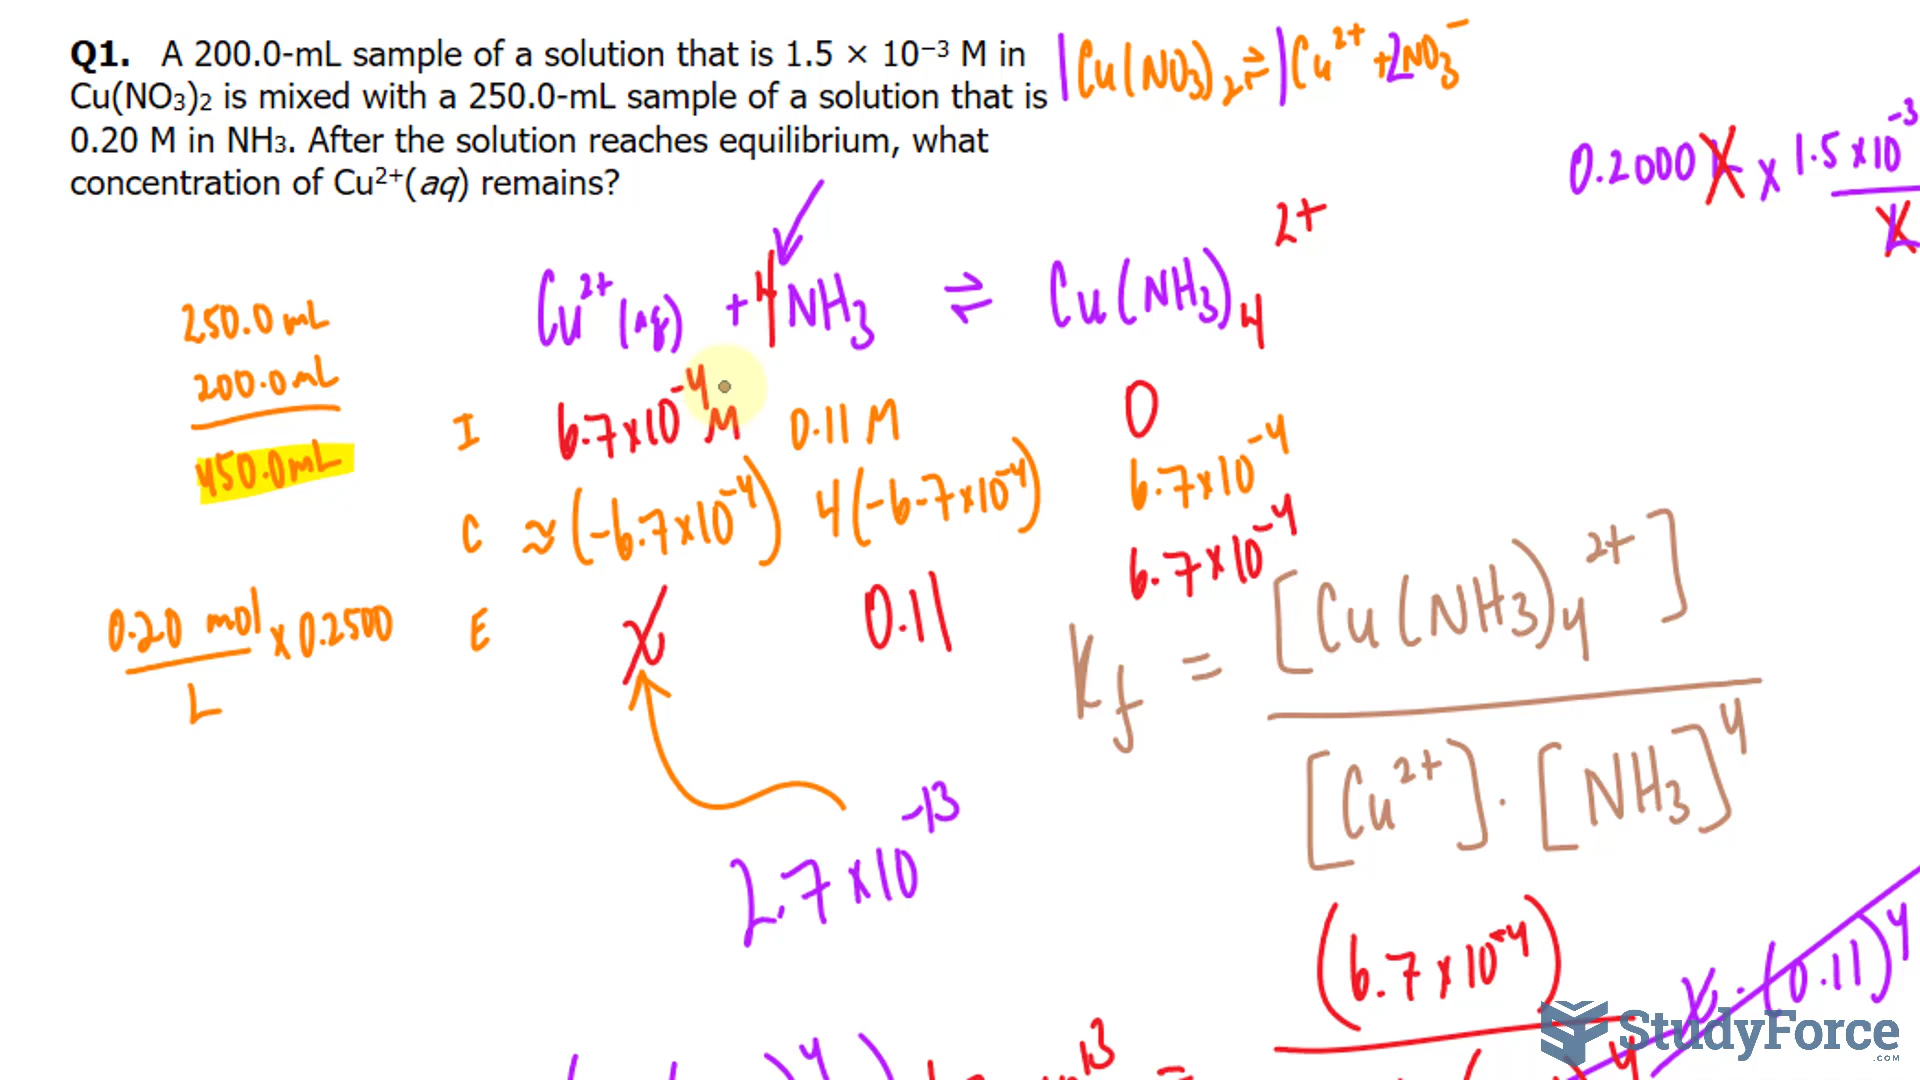 Q1. A 200.0-mL sample of a solution that is 1.5 × 10⁻³ M in
Cu(NO₃)₂ is mixed with a 250.0-mL sample of a solution that is
0.20 M in NH₃. After the solution reaches equilibrium, what
concentration of Cu²⁺(aq) remains?
1Cu(NO₃)₂ ⇌ 1Cu²⁺ + 2NO₃⁻
0.2000 L × 1.5×10⁻³
L
Cu²⁺(aq) + 4NH₃ ⇌ Cu(NH₃)₄ ²⁺
250.0 mL
200.0 mL
450.0 mL
I 6.7×10⁻⁴ M 0.11 M 0
C ≈ (-6.7×10⁻⁴) 4(-6.7×10⁻⁴) 6.7×10⁻⁴
E x 0.11 6.7×10⁻⁴
0.20 mol × 0.2500
L
Kf = [Cu(NH₃)₄²⁺]
[Cu²⁺]·[NH₃]⁴
2.7×10⁻¹³
(6.7×10⁻⁴)
x·(0.11)⁴
StudyForce
.COM